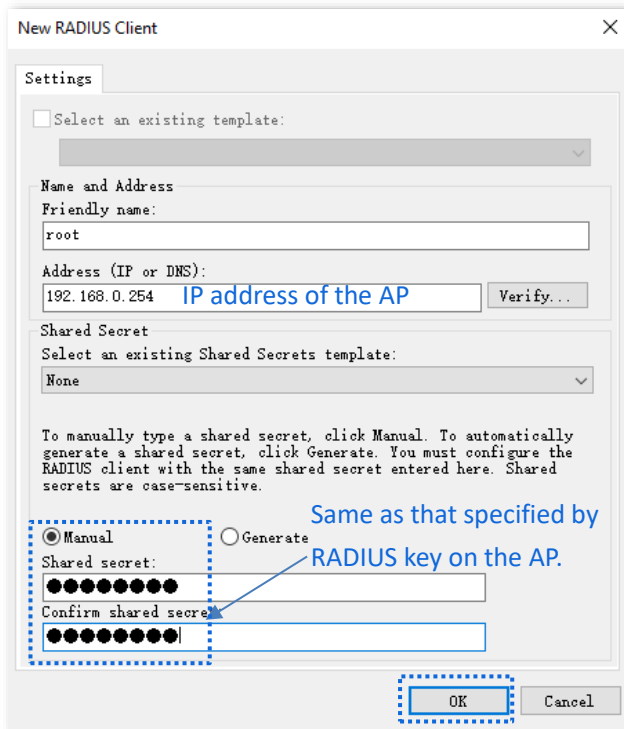 New RADIUS Client
Settings
Select an existing template:
Name and Address
Friendly name:
root
Address (IP or DNS):
192.168.0.254 IP address of the AP Verify...
Shared Secret
Select an existing Shared Secrets template:
None
To manually type a shared secret, click Manual. To automatically
generate a shared secret, click Generate. You must configure the
RADIUS client with the same shared secret entered here. Shared
secrets are case-sensitive.
Same as that specified by
Manual Generate
RADIUS key on the AP.
Shared secret:
●●●●●●●●
Confirm shared secre
●●●●●●●●
OK Cancel